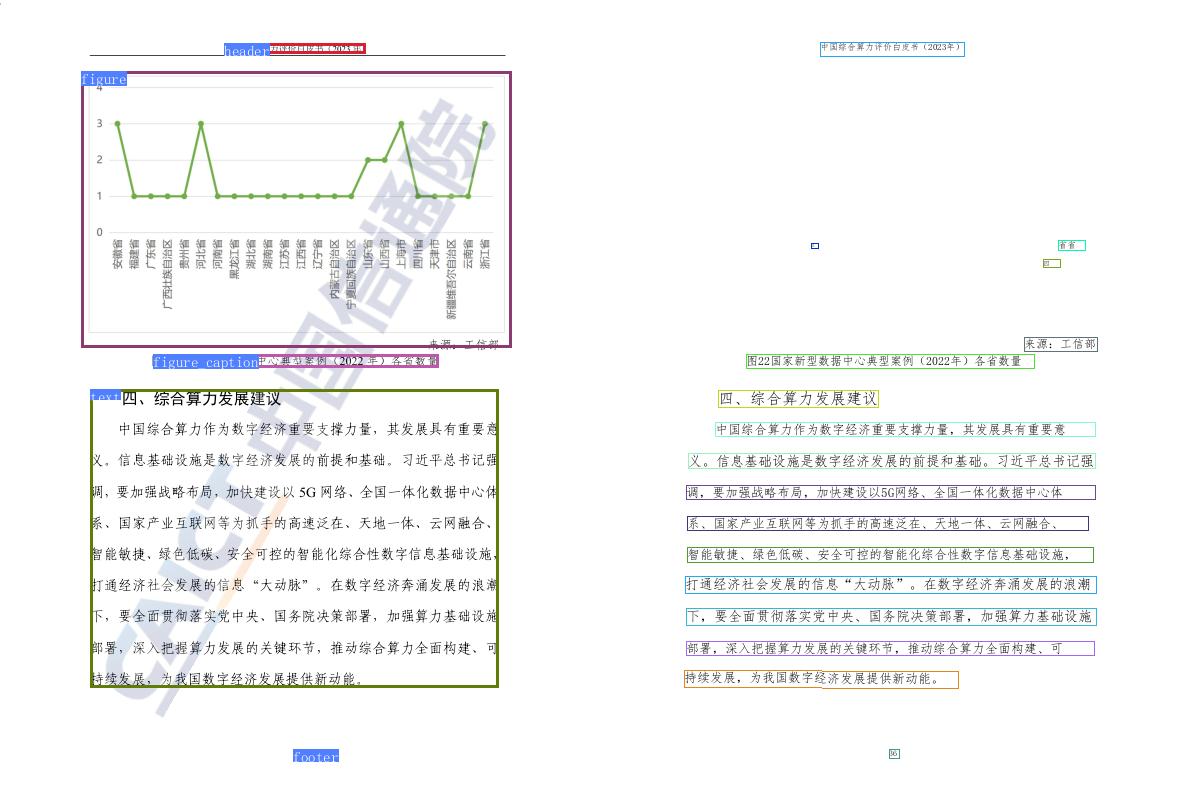 header 力评价白皮书（2023年
中国综合算力评价白皮书（2023年）
figure
4
3
2
1
0
安徽省
福建省
广东省
广西壮族自治区
贵州省
河北省
河南省
黑龙江省
湖北省
湖南省
江苏省
江西省
辽宁省
内蒙古自治区
宁夏回族自治区
山东省
山西省
上海市
四川省
天津市
新疆维吾尔自治区
云南省
浙江省
来源：工信部
figure caption 中心典型案例（2022 年）各省数量
text 四、综合算力发展建议
中国综合算力作为数字经济重要支撑力量，其发展具有重要意
义。信息基础设施是数字经济发展的前提和基础。习近平总书记强
调，要加强战略布局，加快建设以 5G 网络、全国一体化数据中心体
系、国家产业互联网等为抓手的高速泛在、天地一体、云网融合、
智能敏捷、绿色低碳、安全可控的智能化综合性数字信息基础设施，
打通经济社会发展的信息“大动脉”。在数字经济奔涌发展的浪潮
下，要全面贯彻落实党中央、国务院决策部署，加强算力基础设施
部署，深入把握算力发展的关键环节，推动综合算力全面构建、可
持续发展，为我国数字经济发展提供新动能。
footer
CAICT 中国信通院
省省
四
来源：工信部
图22国家新型数据中心典型案例（2022年）各省数量
四、综合算力发展建议
中国综合算力作为数字经济重要支撑力量，其发展具有重要意
义。信息基础设施是数字经济发展的前提和基础。习近平总书记强
调，要加强战略布局，加快建设以5G网络、全国一体化数据中心体
系、国家产业互联网等为抓手的高速泛在、天地一体、云网融合、
智能敏捷、绿色低碳、安全可控的智能化综合性数字信息基础设施，
打通经济社会发展的信息“大动脉”。在数字经济奔涌发展的浪潮
下，要全面贯彻落实党中央、国务院决策部署，加强算力基础设施
部署，深入把握算力发展的关键环节，推动综合算力全面构建、可
持续发展，为我国数字经济发展提供新动能。
36